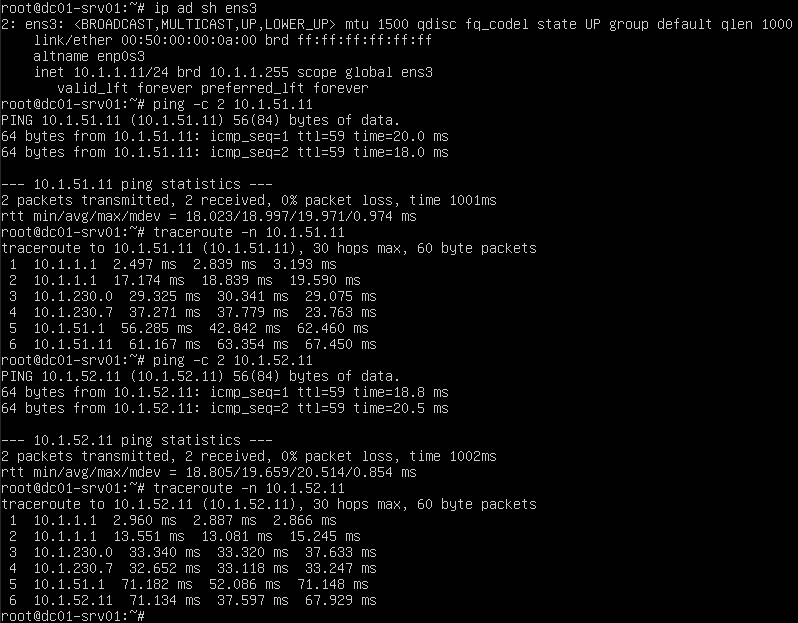 root@dc01-srv01:~# ip ad sh ens3
2: ens3: <BROADCAST,MULTICAST,UP,LOWER_UP> mtu 1500 qdisc fq_codel state UP group default qlen 1000
    link/ether 00:50:00:00:0a:00 brd ff:ff:ff:ff:ff:ff
    altname enp0s3
    inet 10.1.1.11/24 brd 10.1.1.255 scope global ens3
       valid_lft forever preferred_lft forever
root@dc01-srv01:~# ping -c 2 10.1.51.11
PING 10.1.51.11 (10.1.51.11) 56(84) bytes of data.
64 bytes from 10.1.51.11: icmp_seq=1 ttl=59 time=20.0 ms
64 bytes from 10.1.51.11: icmp_seq=2 ttl=59 time=18.0 ms

--- 10.1.51.11 ping statistics ---
2 packets transmitted, 2 received, 0% packet loss, time 1001ms
rtt min/avg/max/mdev = 18.023/18.997/19.971/0.974 ms
root@dc01-srv01:~# traceroute -n 10.1.51.11
traceroute to 10.1.51.11 (10.1.51.11), 30 hops max, 60 byte packets
 1  10.1.1.1  2.497 ms  2.839 ms  3.193 ms
 2  10.1.1.1  17.174 ms  18.839 ms  19.590 ms
 3  10.1.230.0  29.325 ms  30.341 ms  29.075 ms
 4  10.1.230.7  37.271 ms  37.779 ms  23.763 ms
 5  10.1.51.1  56.285 ms  42.842 ms  62.460 ms
 6  10.1.51.11  61.167 ms  63.354 ms  67.450 ms
root@dc01-srv01:~# ping -c 2 10.1.52.11
PING 10.1.52.11 (10.1.52.11) 56(84) bytes of data.
64 bytes from 10.1.52.11: icmp_seq=1 ttl=59 time=18.8 ms
64 bytes from 10.1.52.11: icmp_seq=2 ttl=59 time=20.5 ms

--- 10.1.52.11 ping statistics ---
2 packets transmitted, 2 received, 0% packet loss, time 1002ms
rtt min/avg/max/mdev = 18.805/19.659/20.514/0.854 ms
root@dc01-srv01:~# traceroute -n 10.1.52.11
traceroute to 10.1.52.11 (10.1.52.11), 30 hops max, 60 byte packets
 1  10.1.1.1  2.960 ms  2.887 ms  2.866 ms
 2  10.1.1.1  13.551 ms  13.081 ms  15.245 ms
 3  10.1.230.0  33.340 ms  33.320 ms  37.633 ms
 4  10.1.230.7  32.652 ms  33.118 ms  33.247 ms
 5  10.1.51.1  71.182 ms  52.086 ms  71.148 ms
 6  10.1.52.11  71.134 ms  37.597 ms  67.929 ms
root@dc01-srv01:~#